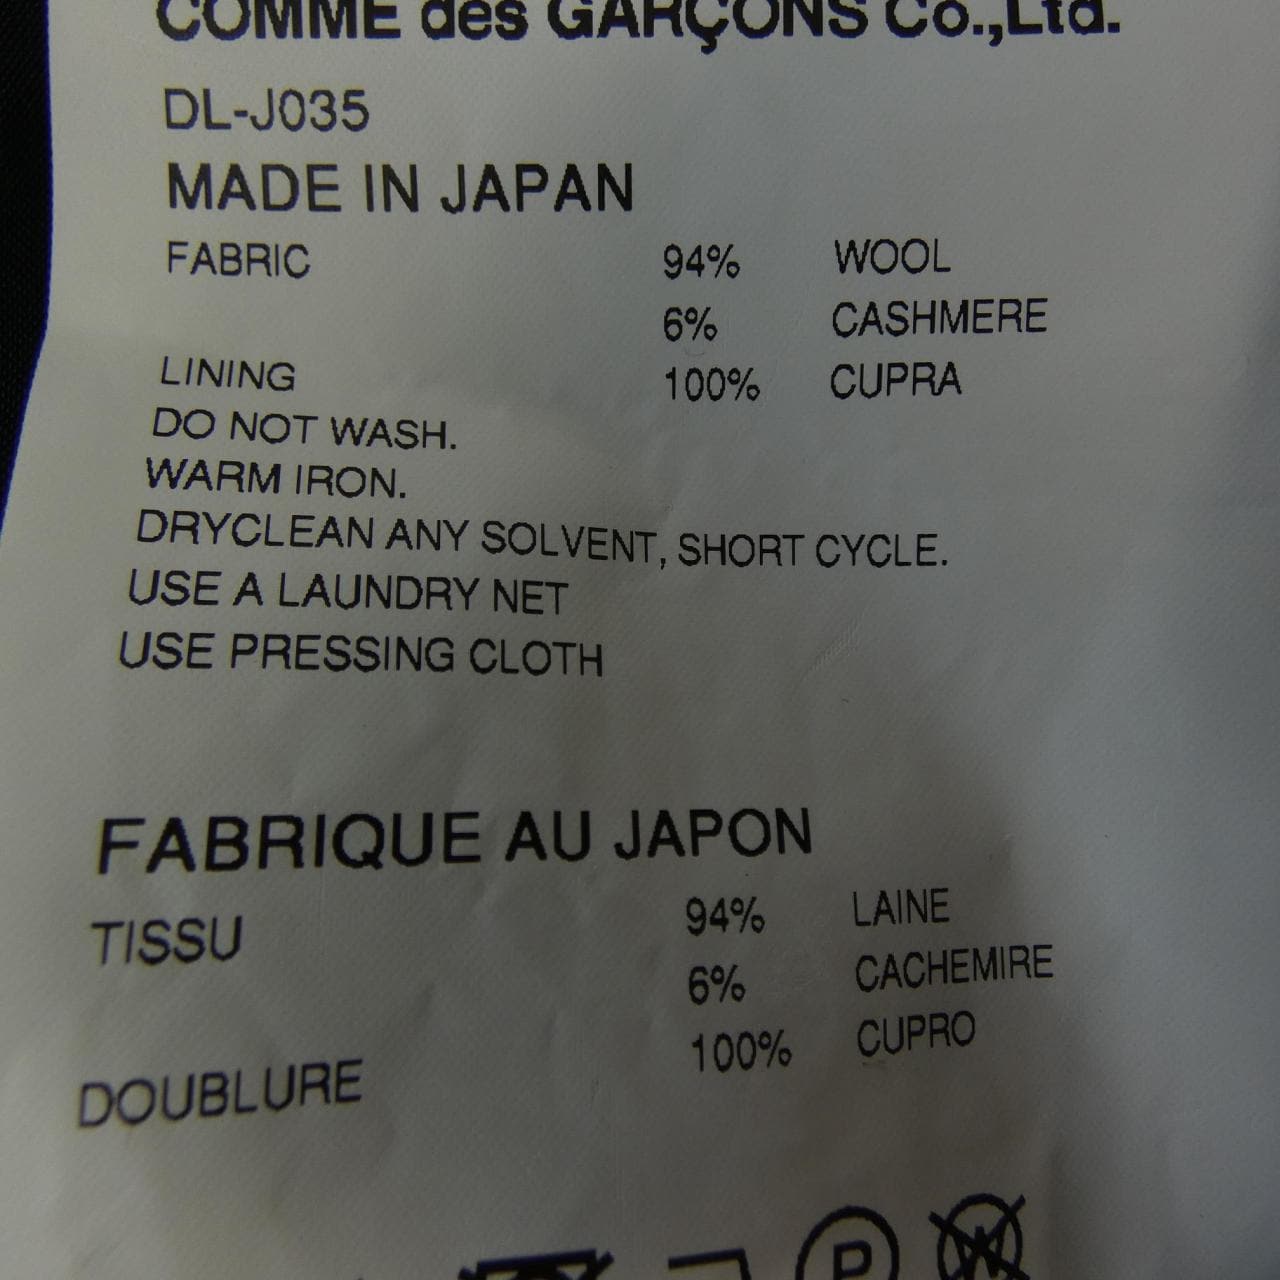 COMME des GARÇONS Co.,Ltd.
DL-J035
MADE IN JAPAN
FABRIC 94% WOOL
6% CASHMERE
LINING 100% CUPRA
DO NOT WASH.
WARM IRON.
DRYCLEAN ANY SOLVENT, SHORT CYCLE.
USE A LAUNDRY NET
USE PRESSING CLOTH
FABRIQUE AU JAPON
TISSU 94% LAINE
6% CACHEMIRE
DOUBLURE 100% CUPRO
P W